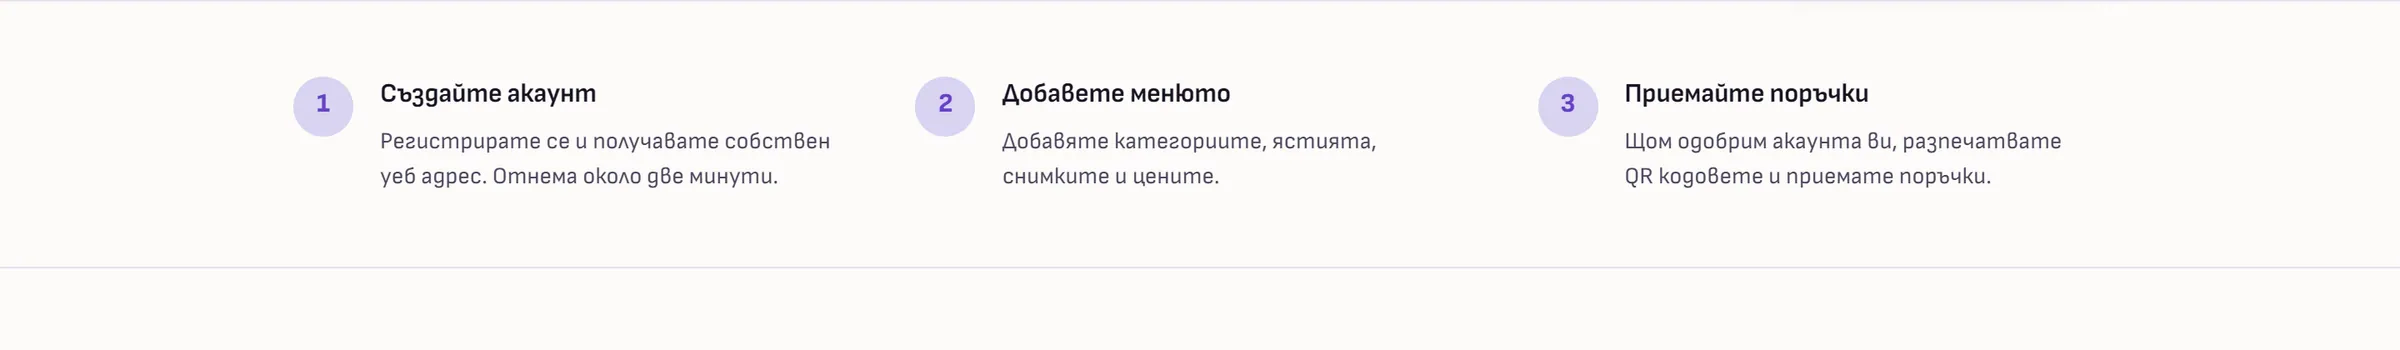 1
Създайте акаунт
Регистрирате се и получавате собствен
уеб адрес. Отнема около две минути.
2
Добавете менюто
Добавяте категориите, ястията,
снимките и цените.
3
Приемайте поръчки
Щом одобрим акаунта ви, разпечатвате
QR кодовете и приемате поръчки.